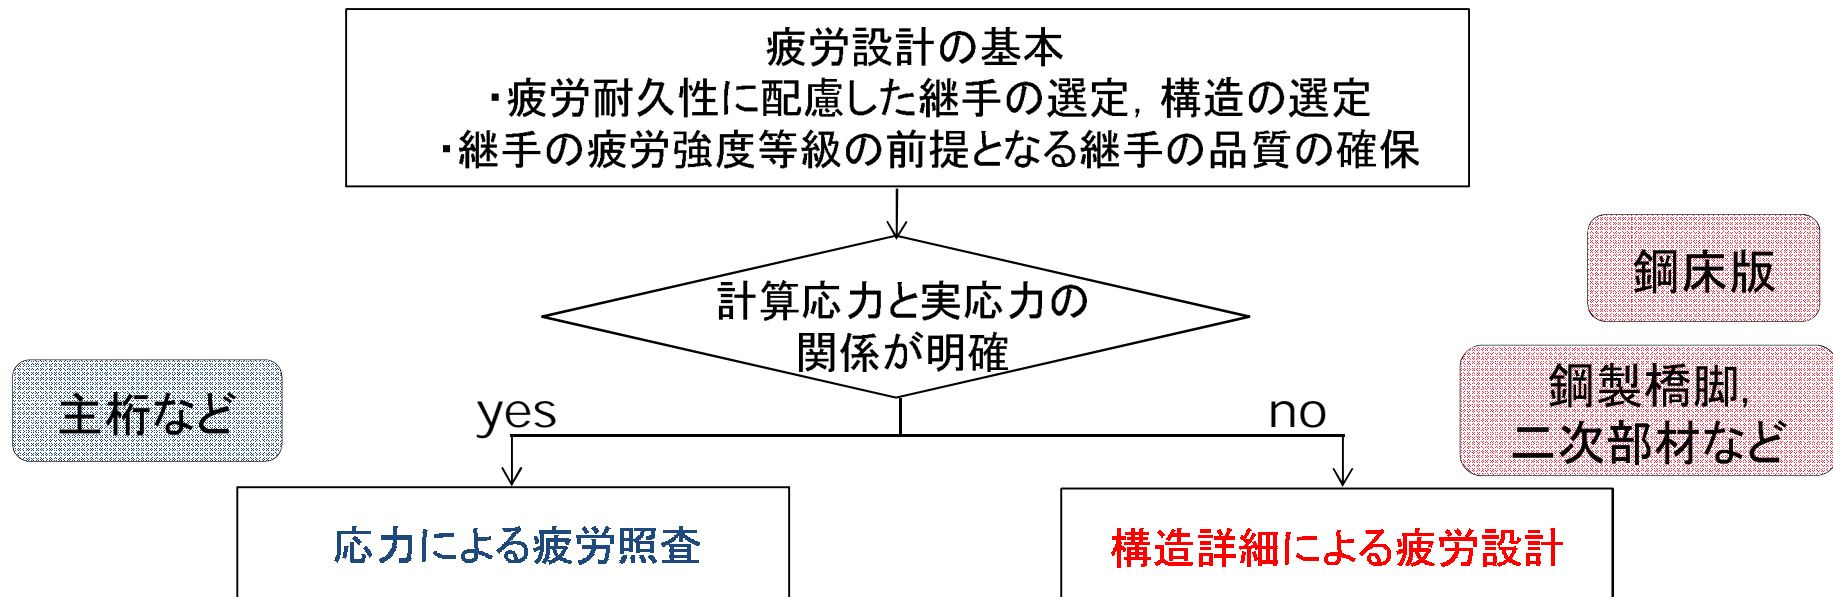 疲労設計の基本
・疲労耐久性に配慮した継手の選定，構造の選定
・継手の疲労強度等級の前提となる継手の品質の確保
計算応力と実応力の
関係が明確
鋼床版
鋼製橋脚，
二次部材など
主桁など
yes
no
応力による疲労照査
構造詳細による疲労設計